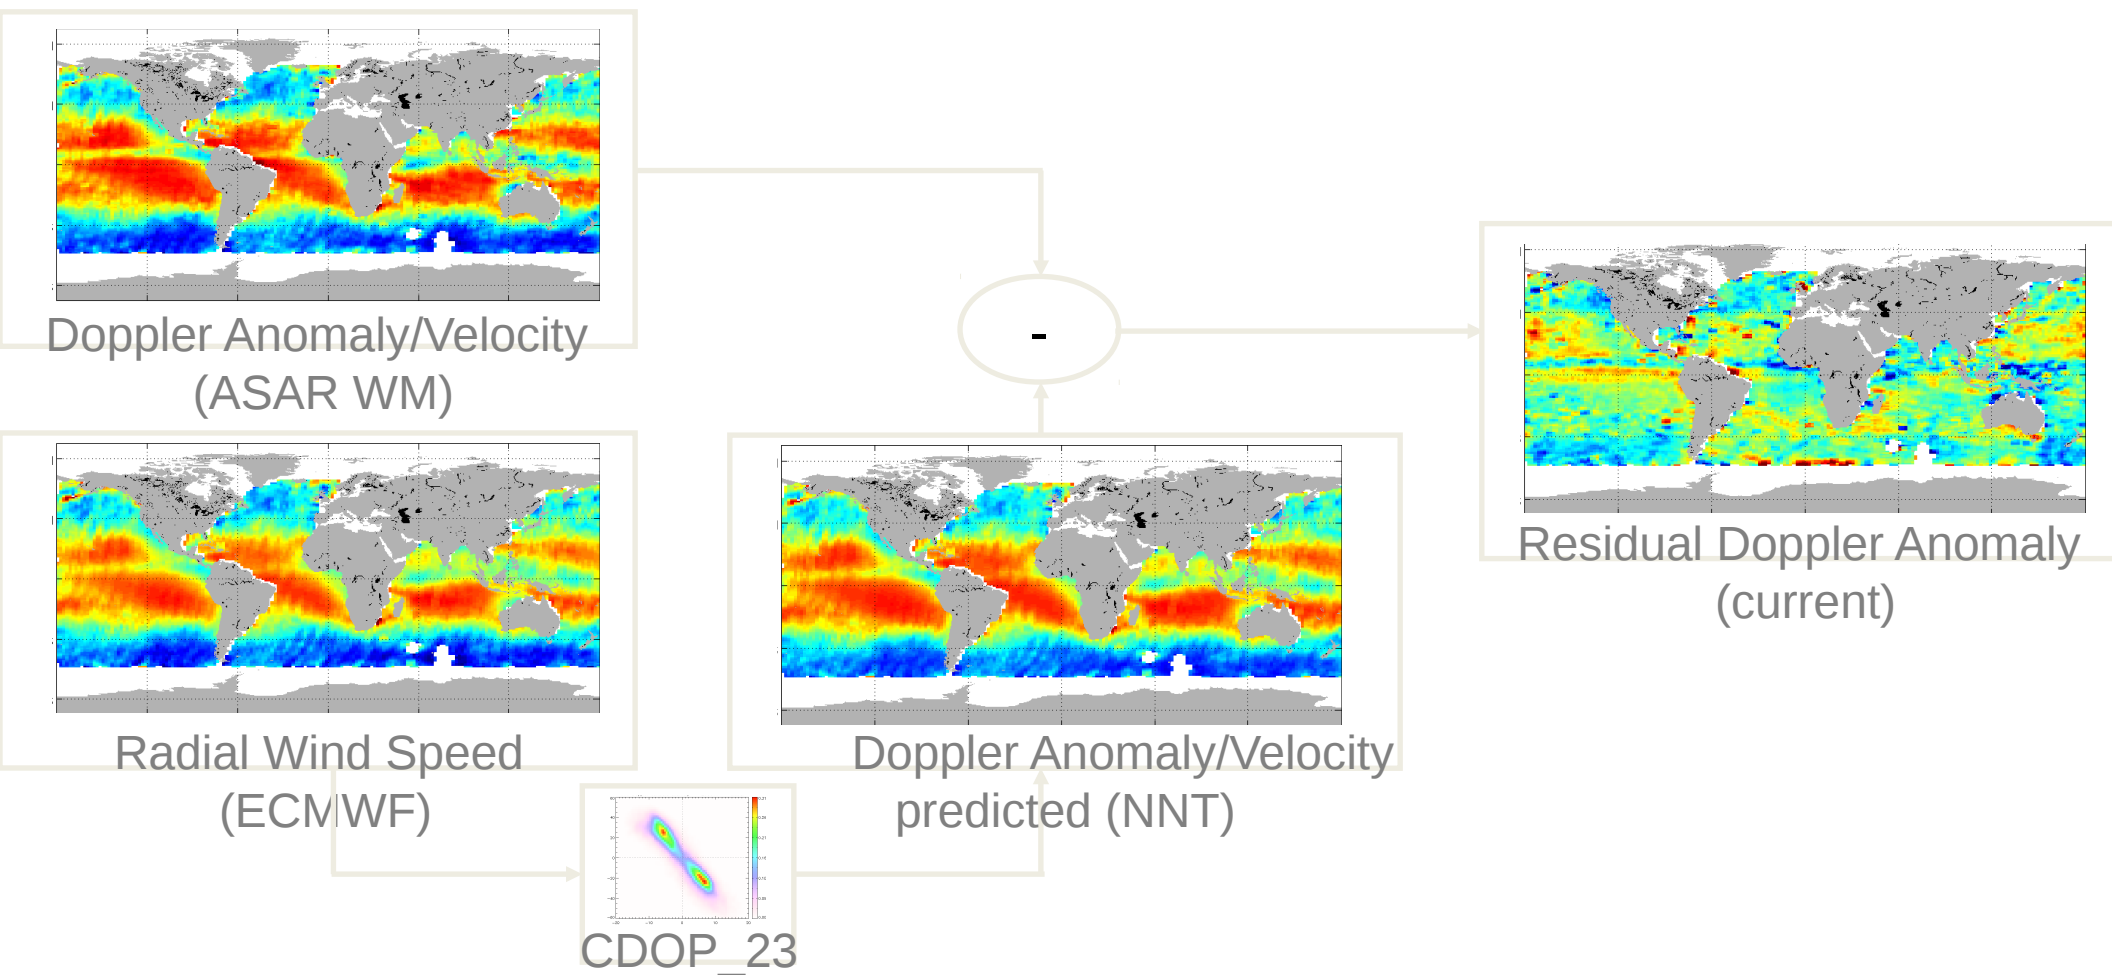 Doppler Anomaly/Velocity
(ASAR WM)
-
Residual Doppler Anomaly
(current)
Radial Wind Speed
(ECMWF)
Doppler Anomaly/Velocity
predicted (NNT)
CDOP_23